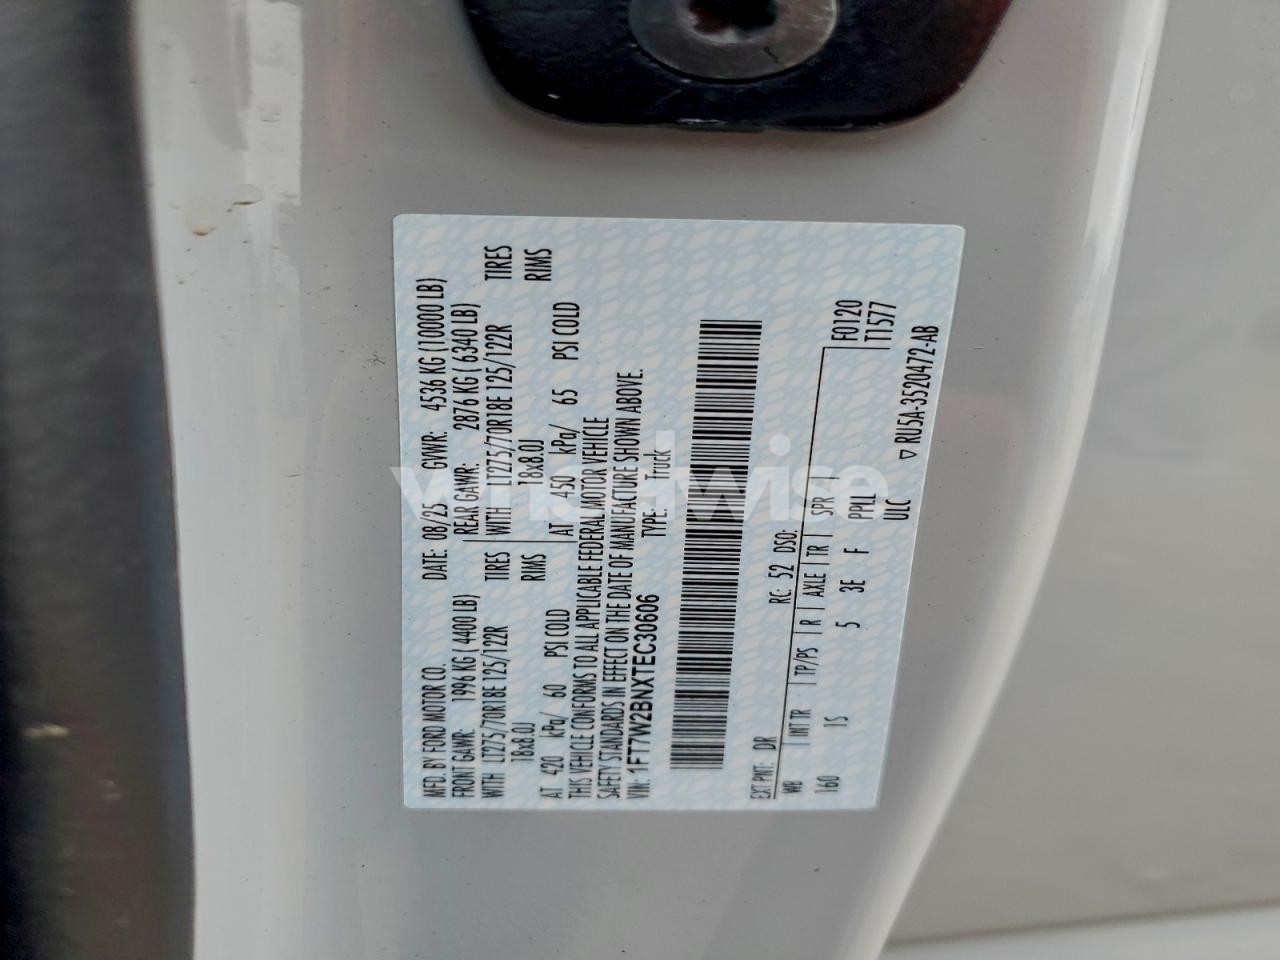 MFD. BY FORD MOTOR CO.
DATE: 08/25 GVWR: 4536 KG (10000 LB)
FRONT GAWR: 1996 KG (4400 LB)
REAR GAWR: 2876 KG (6340 LB)
WITH LT275/70R18E 125/122R TIRES
WITH LT275/70R18E 125/122R TIRES
18x8.0J RIMS
18x8.0J RIMS
AT 420 kPa/ 60 PSI COLD
AT 450 kPa/ 65 PSI COLD
THIS VEHICLE CONFORMS TO ALL APPLICABLE FEDERAL MOTOR VEHICLE
SAFETY STANDARDS IN EFFECT ON THE DATE OF MANUFACTURE SHOWN ABOVE.
VIN: 1FT7W2BNXTEC30606 TYPE: Truck
EXT PNT: DR RC: 52 DSO: F0120
WB INT TR TP/PS R AXLE TR SPR T1577
160 IS 5 3E F PPLL
ULC ▽ RU5A-3520472-AB